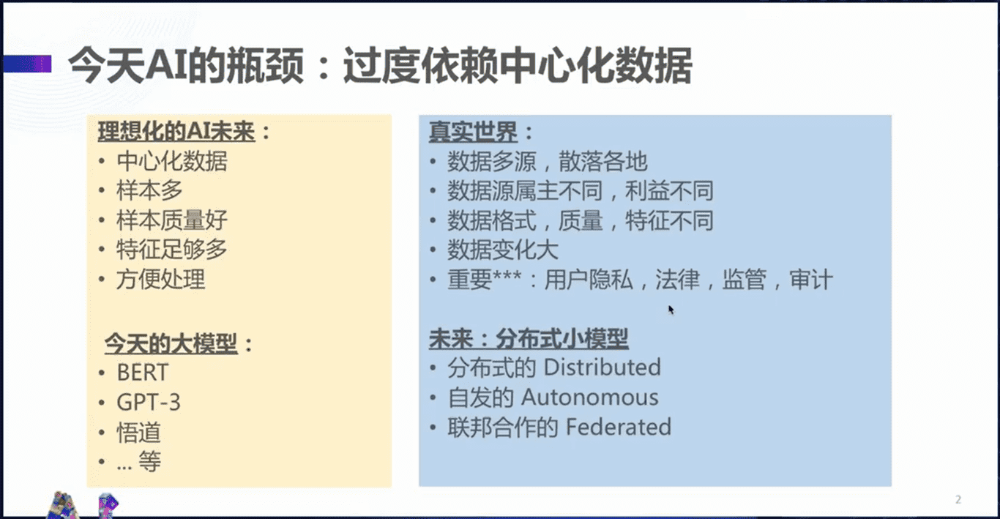 今天AI的瓶颈：过度依赖中心化数据
理想化的AI未来：
• 中心化数据
• 样本多
• 样本质量好
• 特征足够多
• 方便处理
今天的大模型：
• BERT
• GPT-3
• 悟道
• ... 等
真实世界：
• 数据多源，散落各地
• 数据源属主不同，利益不同
• 数据格式，质量，特征不同
• 数据变化大
• 重要***：用户隐私，法律，监管，审计
未来：分布式小模型
• 分布式的 Distributed
• 自发的 Autonomous
• 联邦合作的 Federated
2